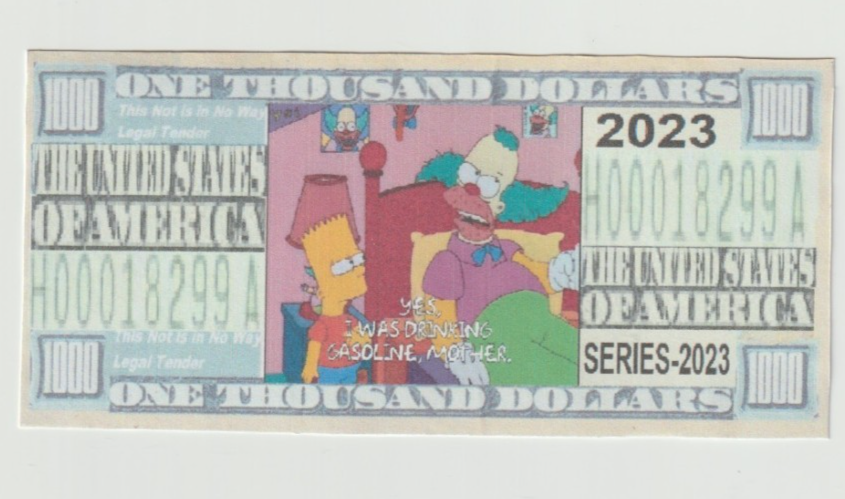 1000 ONE THOUSAND DOLLARS 1000
This Not is in No Way
Legal Tender
2023
THE UNITED STATES
OF AMERICA
H00018299A
H00018299A
THE UNITED STATES
OF AMERICA
YES,
I WAS DRINKING
GASOLINE, MOTHER.
This Not is in No Way
Legal Tender
SERIES-2023
1000 ONE THOUSAND DOLLARS 1000